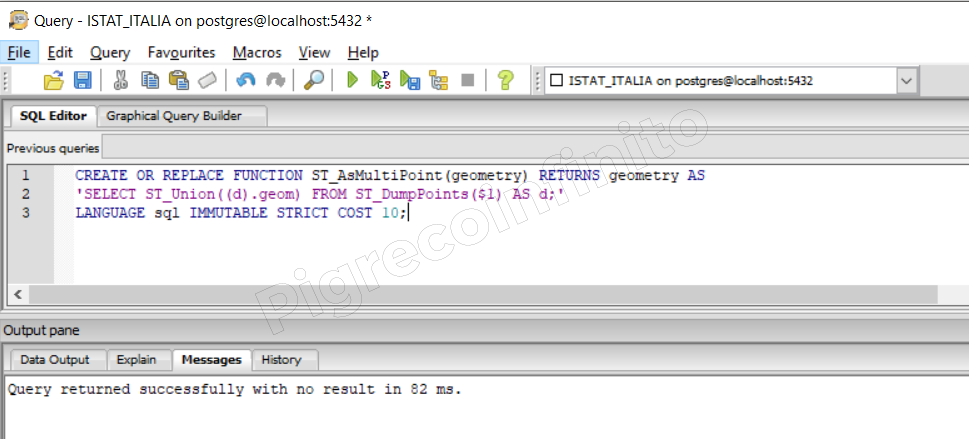 Query - ISTAT_ITALIA on postgres@localhost:5432 *
File Edit Query Favourites Macros View Help
ISTAT_ITALIA on postgres@localhost:5432
SQL Editor Graphical Query Builder
Previous queries
1 CREATE OR REPLACE FUNCTION ST_AsMultiPoint(geometry) RETURNS geometry AS
2 'SELECT ST_Union((d).geom) FROM ST_DumpPoints($1) AS d;'
3 LANGUAGE sql IMMUTABLE STRICT COST 10;
Pigrecoinfinito
Output pane
Data Output Explain Messages History
Query returned successfully with no result in 82 ms.